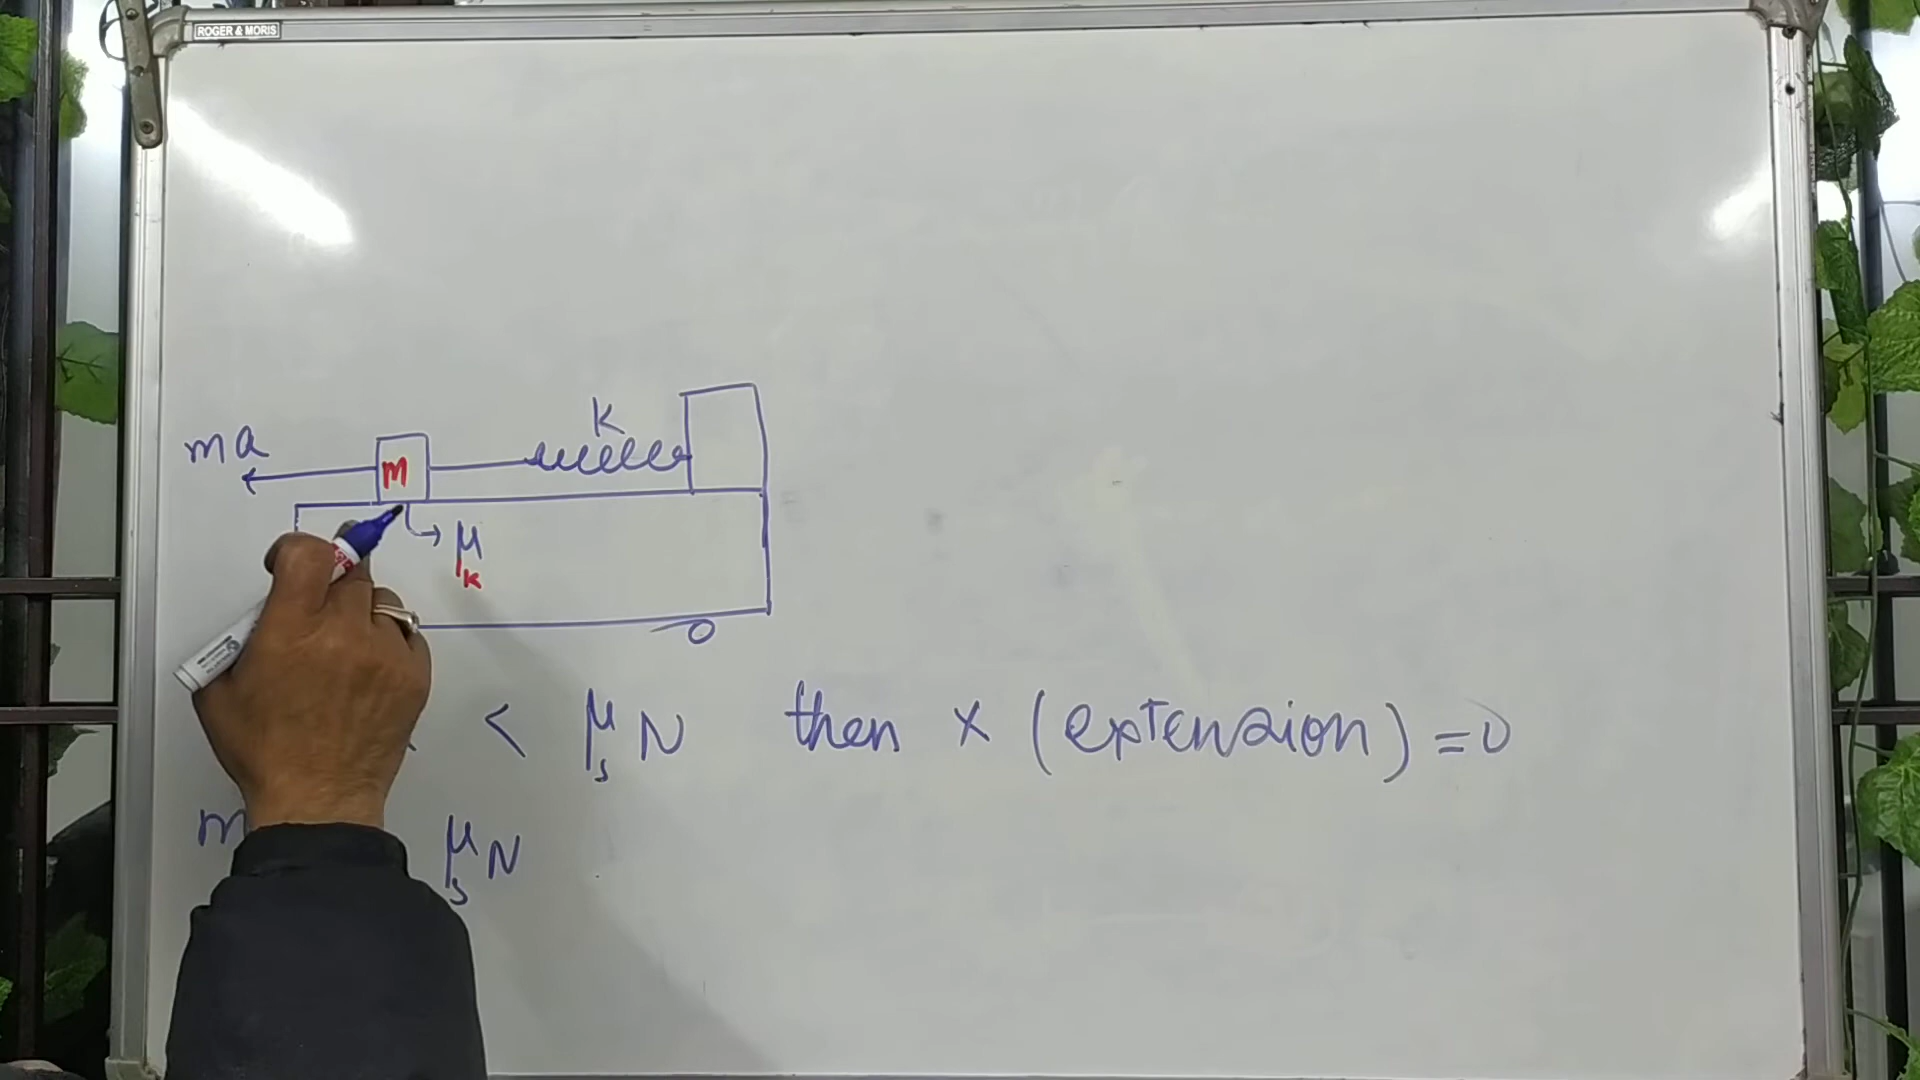 ROGER & MORIS
K
ma
m
μk
< μsN then x (extension) = 0
m
μsN